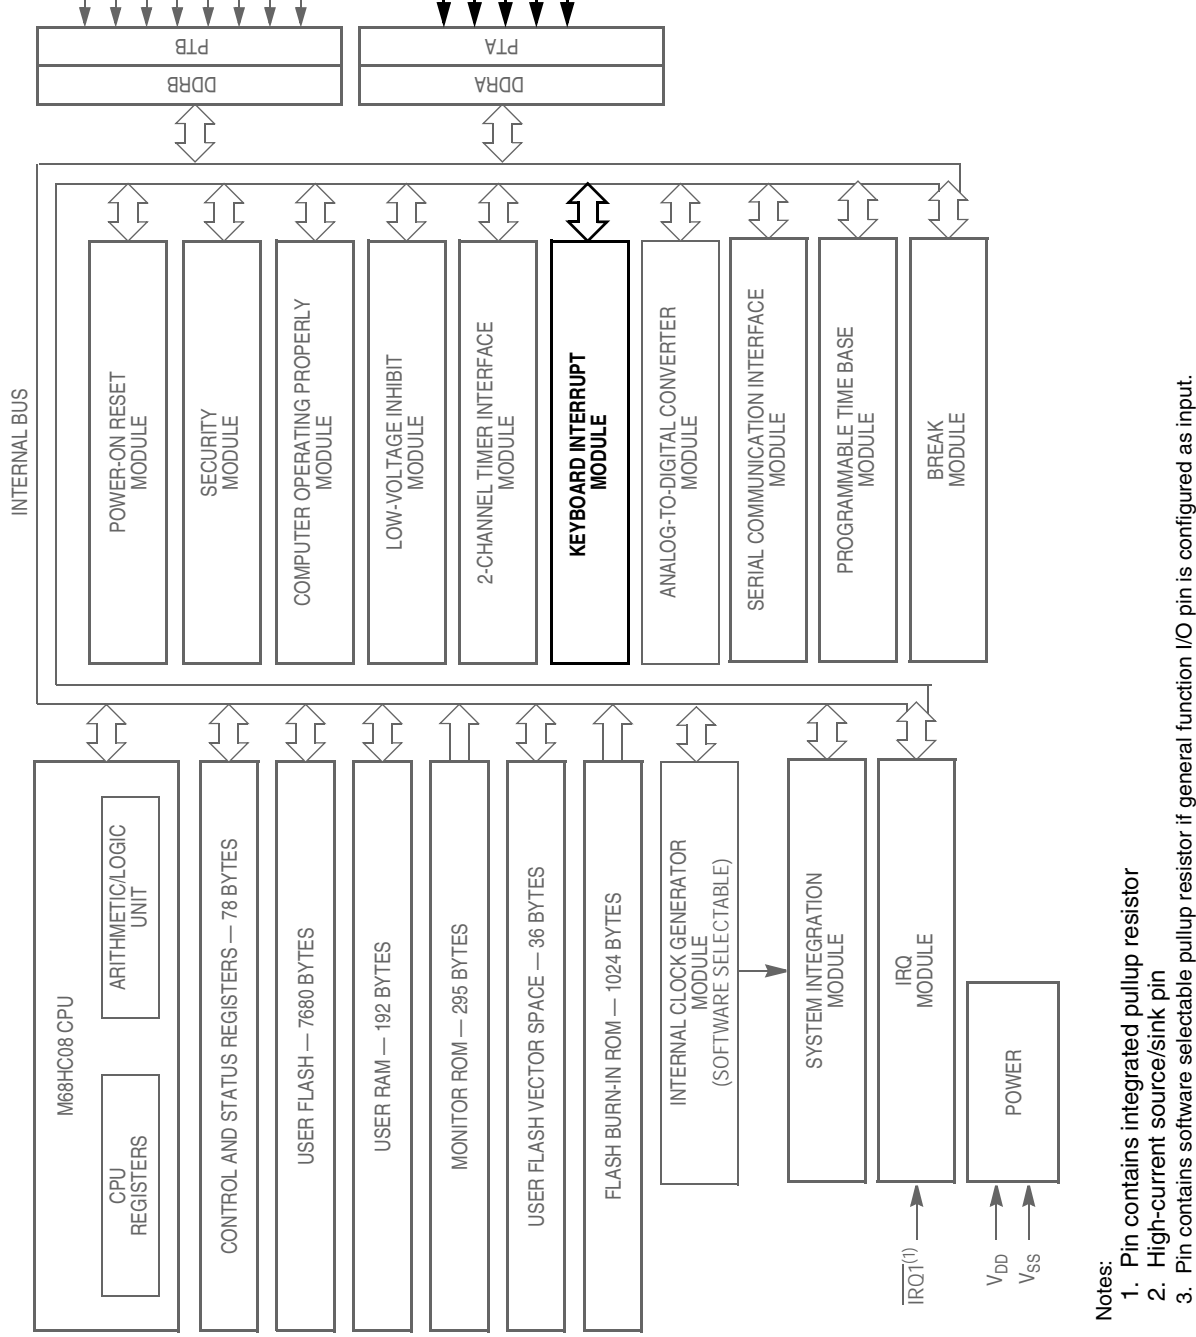 INTERNAL BUS
M68HC08 CPU
CPU
REGISTERS
ARITHMETIC/LOGIC
UNIT
CONTROL AND STATUS REGISTERS — 78 BYTES
USER FLASH — 7680 BYTES
USER RAM — 192 BYTES
MONITOR ROM — 295 BYTES
USER FLASH VECTOR SPACE — 36 BYTES
FLASH BURN-IN ROM — 1024 BYTES
INTERNAL CLOCK GENERATOR
MODULE
(SOFTWARE SELECTABLE)
SYSTEM INTEGRATION
MODULE
IRQ1(1)
IRQ
MODULE
VDD
VSS
POWER
POWER-ON RESET
MODULE
SECURITY
MODULE
COMPUTER OPERATING PROPERLY
MODULE
LOW-VOLTAGE INHIBIT
MODULE
2-CHANNEL TIMER INTERFACE
MODULE
KEYBOARD INTERRUPT
MODULE
ANALOG-TO-DIGITAL CONVERTER
MODULE
SERIAL COMMUNICATION INTERFACE
MODULE
PROGRAMMABLE TIME BASE
MODULE
BREAK
MODULE
DDRB
PTB
DDRA
PTA
Notes:
1. Pin contains integrated pullup resistor
2. High-current source/sink pin
3. Pin contains software selectable pullup resistor if general function I/O pin is configured as input.